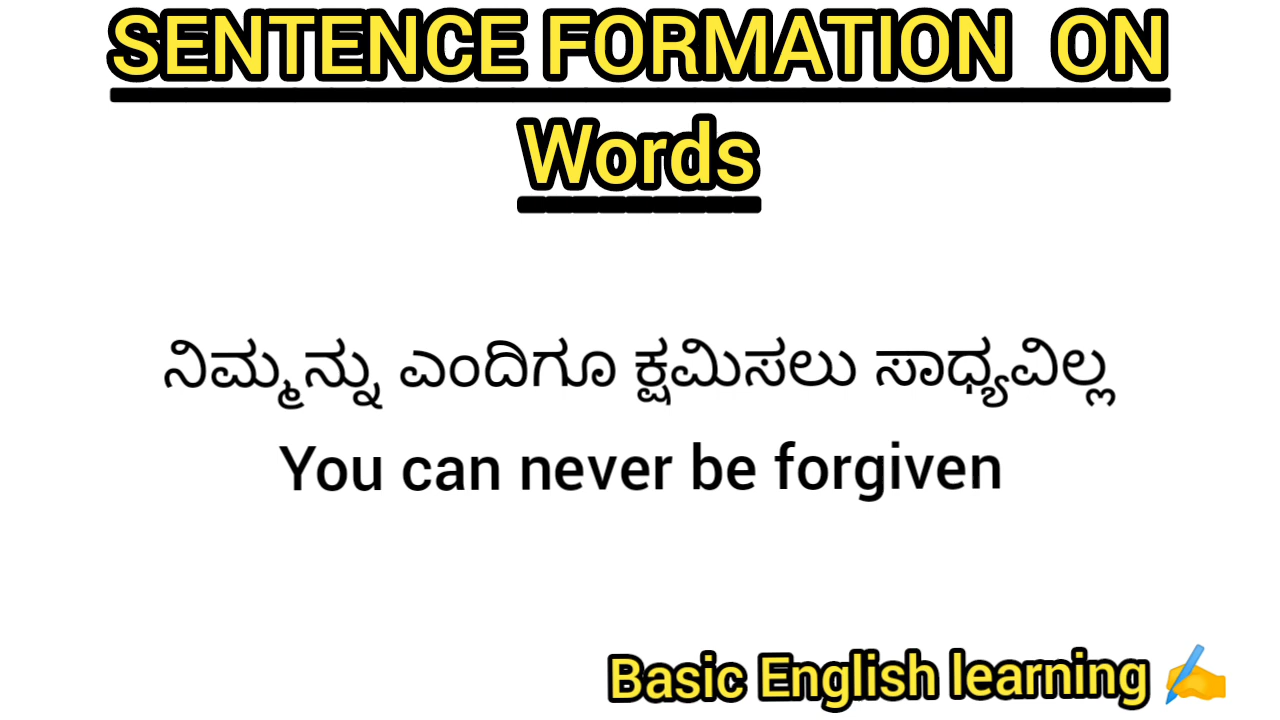 SENTENCE FORMATION ON
Words
ನಿಮ್ಮನ್ನು ಎಂದಿಗೂ ಕ್ಷಮಿಸಲು ಸಾಧ್ಯವಿಲ್ಲ
You can never be forgiven
Basic English learning ✍️